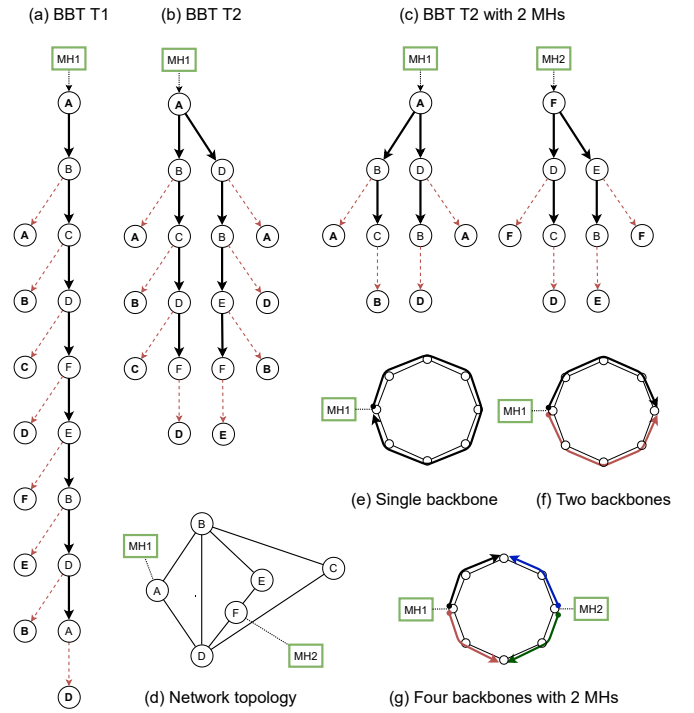 (a) BBT T1
(b) BBT T2
(c) BBT T2 with 2 MHs
MH1
MH1
MH1
MH2
A
A
A
F
B
B
D
B
D
D
E
A
C
A
C
B
A
A
C
B
A
F
C
B
F
B
D
B
D
E
D
B
D
D
E
C
F
C
F
F
B
D
E
D
E
F
B
E
D
B
A
D
MH1
MH1
(e) Single backbone
(f) Two backbones
B
MH1
C
E
A
F
D
MH2
(d) Network topology
MH1
MH2
(g) Four backbones with 2 MHs